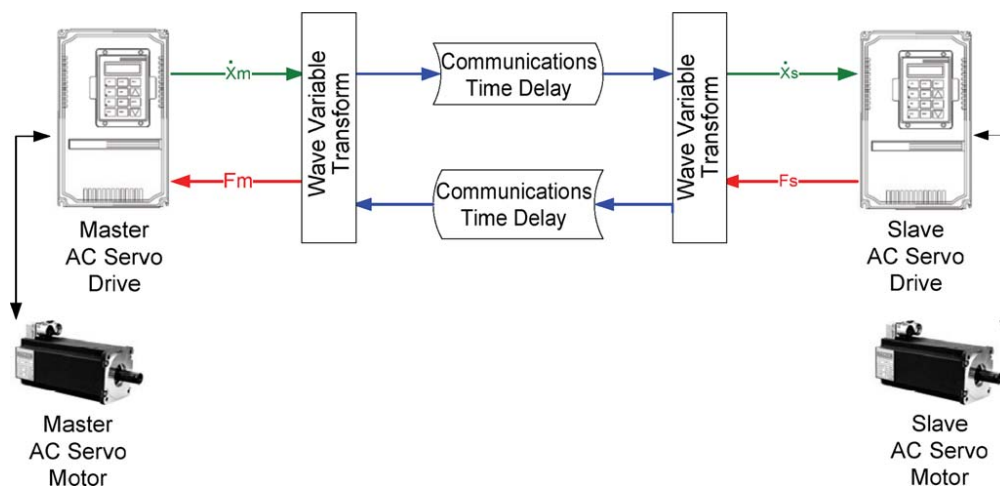 Ẋm
Wave Variable
Transform
Communications
Time Delay
Wave Variable
Transform
Ẋs
Fm
Communications
Time Delay
Fs
Master
AC Servo
Drive
Slave
AC Servo
Drive
Master
AC Servo
Motor
Slave
AC Servo
Motor